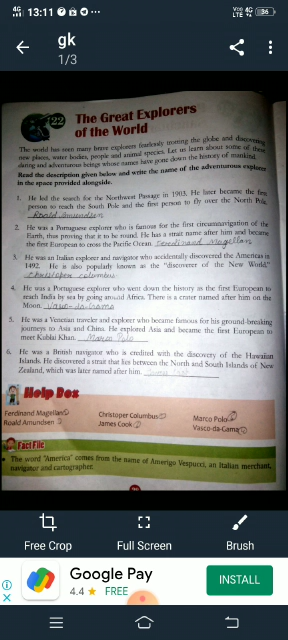 4G 13:11
Vo) 4G LTE 36
gk
1/3
22
The Great Explorers
of the World
The world has seen many brave explorers fearlessly trotting the globe and discovering
new places, water bodies, people and animal species. Let us learn about some of these
daring and adventurous beings whose names have gone down the history of mankind.
Read the description given below and write the name of the adventurous explorer
in the space provided alongside.
1. He led the search for the Northwest Passage in 1903. He later became the first
person to reach the South Pole and the first person to fly over the North Pole.
Roald Amundsen
2. He was a Portuguese explorer who is famous for the first circumnavigation of the
Earth, thus proving that it to be round. He has a strait name after him and became
the first European to cross the Pacific Ocean. Ferdinand Magellan
3. He was an Italian explorer and navigator who accidentally discovered the Americas in
1492. He is also popularly known as the "discoverer of the New World".
Christoper columbus
4. He was a Portuguese explorer who went down the history as the first European to
reach India by sea by going around Africa. There is a crater named after him on the
Moon. Vasco-da-Gama
5. He was a Venetian traveler and explorer who became famous for his ground-breaking
journeys to Asia and China. He explored Asia and became the first European to
meet Kublai Khan. Marco Polo
6. He was a British navigator who is credited with the discovery of the Hawaiian
Islands. He discovered a strait that lies between the North and South Islands of New
Zealand, which was later named after him. James Cook
Help Box
Ferdinand Magellan Christoper Columbus Marco Polo
Roald Amundsen James Cook Vasco-da-Gama
Fact File
The word "America" comes from the name of Amerigo Vespucci, an Italian merchant,
navigator and cartographer.
Free Crop Full Screen Brush
Google Pay
4.4 ★ FREE
INSTALL